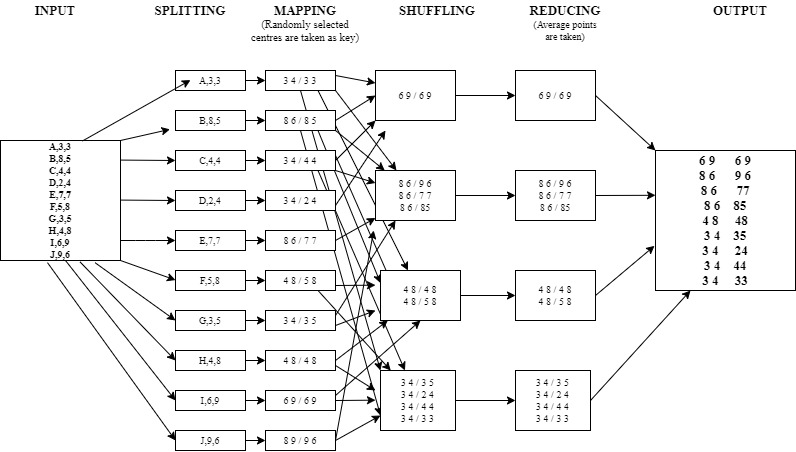 INPUT
SPLITTING
MAPPING
(Randomly selected
centres are taken as key)
SHUFFLING
REDUCING
(Average points
are taken)
OUTPUT
A,3,3
B,8,5
C,4,4
D,2,4
E,7,7
F,5,8
G,3,5
H,4,8
I,6,9
J,9,6
A,3,3
B,8,5
C,4,4
D,2,4
E,7,7
F,5,8
G,3,5
H,4,8
I,6,9
J,9,6
3 4 / 3 3
8 6 / 8 5
3 4 / 4 4
3 4 / 2 4
8 6 / 7 7
4 8 / 5 8
3 4 / 3 5
4 8 / 4 8
6 9 / 6 9
8 9 / 9 6
6 9 / 6 9
8 6 / 9 6
8 6 / 7 7
8 6 / 85
4 8 / 4 8
4 8 / 5 8
3 4 / 3 5
3 4 / 2 4
3 4 / 4 4
3 4 / 3 3
6 9 / 6 9
8 6 / 9 6
8 6 / 7 7
8 6 / 85
4 8 / 4 8
4 8 / 5 8
3 4 / 3 5
3 4 / 2 4
3 4 / 4 4
3 4 / 3 3
6 9 6 9
8 6 9 6
8 6 77
8 6 85
4 8 48
3 4 35
3 4 24
3 4 44
3 4 33